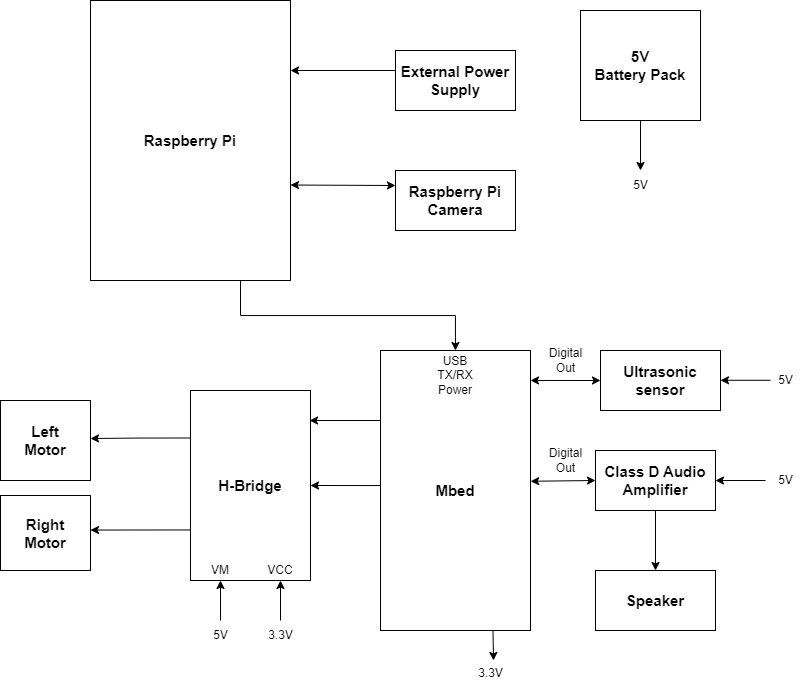 Raspberry Pi
External Power
Supply
5V
Battery Pack
5V
Raspberry Pi
Camera
USB
TX/RX
Power
Mbed
3.3V
Digital
Out
Ultrasonic
sensor
5V
Digital
Out
Class D Audio
Amplifier
5V
Speaker
H-Bridge
VM
VCC
5V
3.3V
Left
Motor
Right
Motor